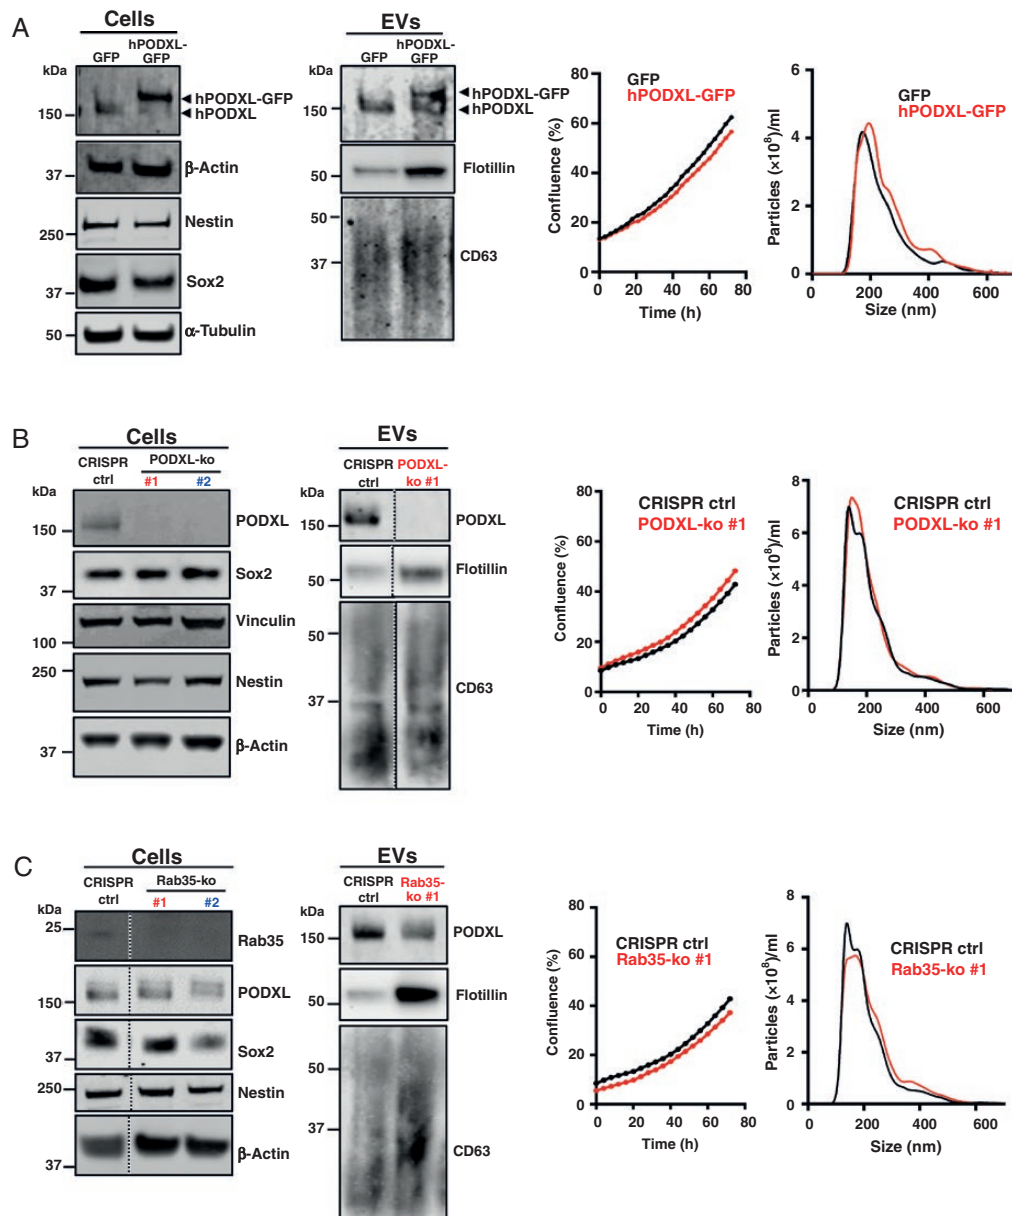 A
Cells
GFP
hPODXL-
GFP
kDa
150
hPODXL-GFP
hPODXL
37
β-Actin
250
Nestin
37
Sox2
50
α-Tubulin
EVs
GFP
hPODXL-
GFP
kDa
150
hPODXL-GFP
hPODXL
50
Flotillin
50
37
CD63
Confluence (%)
80
60
40
20
0
GFP
hPODXL-GFP
0 20 40 60 80
Time (h)
Particles (×10⁸)/ml
6
4
2
0
GFP
hPODXL-GFP
0 200 400 600
Size (nm)
B
Cells
CRISPR
ctrl
PODXL-ko
#1 #2
kDa
150
PODXL
37
Sox2
100
Vinculin
250
Nestin
37
β-Actin
EVs
CRISPR
ctrl
PODXL-
ko #1
kDa
150
PODXL
50
Flotillin
50
37
CD63
Confluence (%)
80
60
40
20
0
CRISPR ctrl
PODXL-ko #1
0 20 40 60 80
Time (h)
Particles (×10⁸)/ml
8
6
4
2
0
CRISPR ctrl
PODXL-ko #1
0 200 400 600
Size (nm)
C
Cells
CRISPR
ctrl
Rab35-ko
#1 #2
kDa
25
Rab35
150
PODXL
37
Sox2
250
Nestin
37
β-Actin
EVs
CRISPR
ctrl
Rab35-
ko #1
kDa
150
PODXL
50
Flotillin
50
37
CD63
Confluence (%)
80
60
40
20
0
CRISPR ctrl
Rab35-ko #1
0 20 40 60 80
Time (h)
Particles (×10⁸)/ml
8
6
4
2
0
CRISPR ctrl
Rab35-ko #1
0 200 400 600
Size (nm)